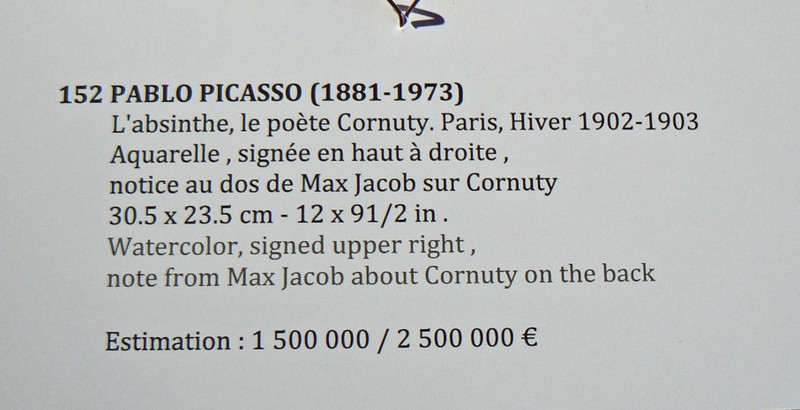 152 PABLO PICASSO (1881-1973)
L'absinthe, le poète Cornuty. Paris, Hiver 1902-1903
Aquarelle , signée en haut à droite ,
notice au dos de Max Jacob sur Cornuty
30.5 x 23.5 cm - 12 x 91/2 in .
Watercolor, signed upper right ,
note from Max Jacob about Cornuty on the back
Estimation : 1 500 000 / 2 500 000 €